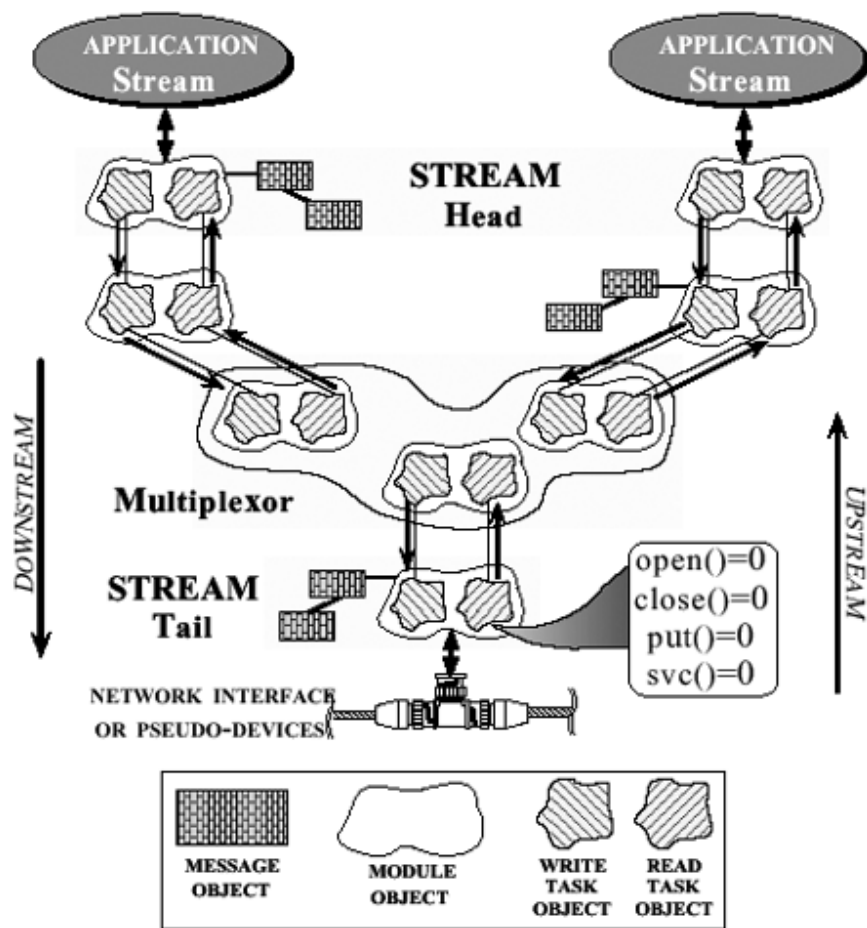 APPLICATION
Stream
APPLICATION
Stream
STREAM
Head
DOWNSTREAM
UPSTREAM
Multiplexor
STREAM
Tail
open()=0
close()=0
put()=0
svc()=0
NETWORK INTERFACE
OR PSEUDO-DEVICES
MESSAGE
OBJECT
MODULE
OBJECT
WRITE
TASK
OBJECT
READ
TASK
OBJECT